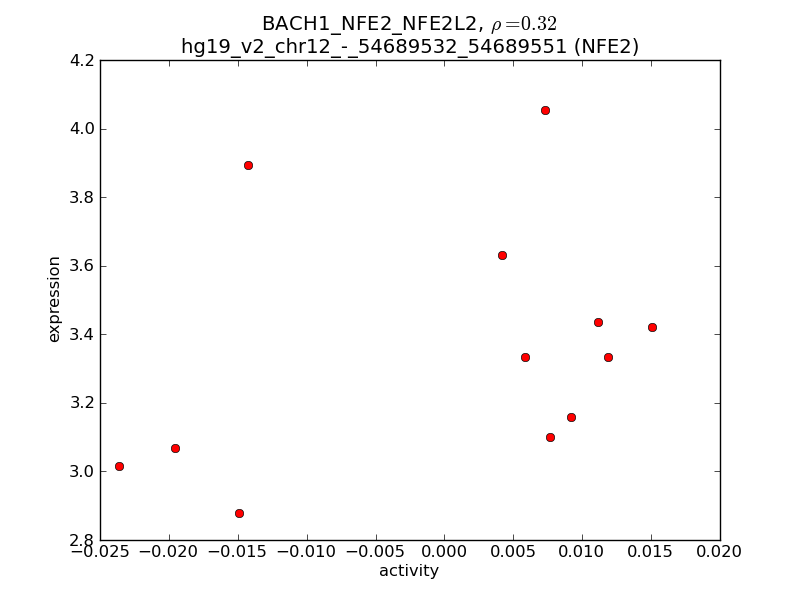 BACH1_NFE2_NFE2L2, ρ=0.32
hg19_v2_chr12_-_54689532_54689551 (NFE2)
4.2
4.0
3.8
3.6
3.4
3.2
3.0
2.8
expression
−0.025 −0.020 −0.015 −0.010 −0.005 0.000 0.005 0.010 0.015 0.020
activity